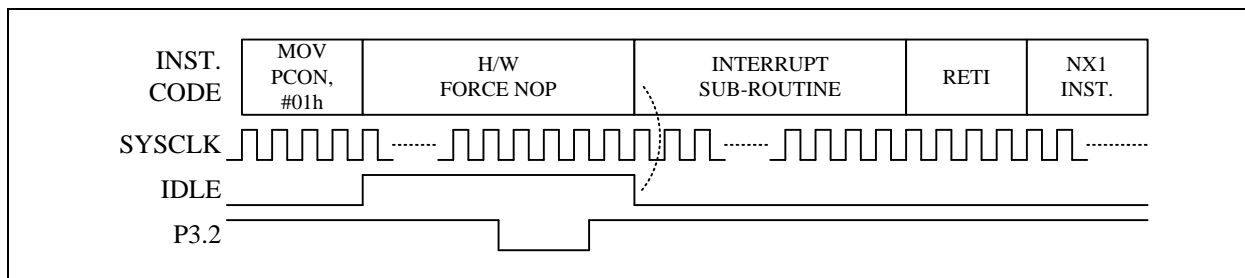 INST.
CODE
MOV
PCON,
#01h
H/W
FORCE NOP
INTERRUPT
SUB-ROUTINE
RETI
NX1
INST.
SYSCLK
IDLE
P3.2